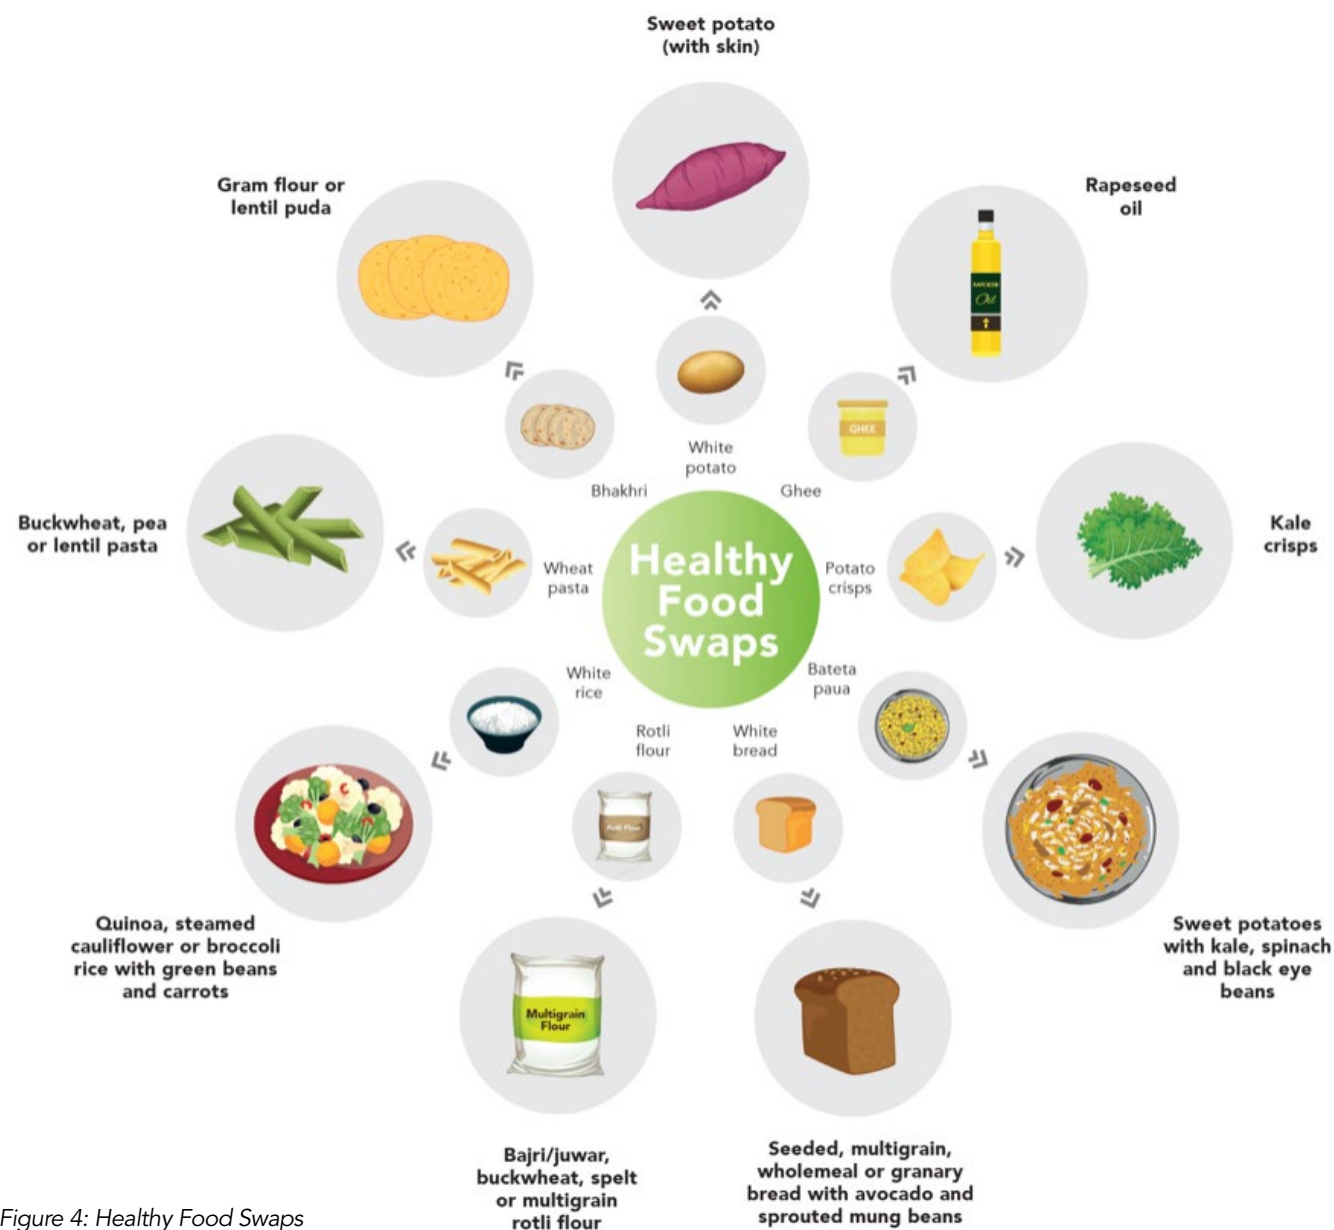 Sweet potato
(with skin)
Gram flour or
lentil puda
Rapeseed
oil
Oil
GHEE
White
potato
Bhakhri
Ghee
Buckwheat, pea
or lentil pasta
Wheat
pasta
Healthy
Food
Swaps
Potato
crisps
Kale
crisps
White
rice
Bateta
paua
Rotli
flour
White
bread
Rotli Flour
Quinoa, steamed
cauliflower or broccoli
rice with green beans
and carrots
Sweet potatoes
with kale, spinach
and black eye
beans
Multigrain
Flour
Bajri/juwar,
buckwheat, spelt
or multigrain
rotli flour
Seeded, multigrain,
wholemeal or granary
bread with avocado and
sprouted mung beans
Figure 4: Healthy Food Swaps